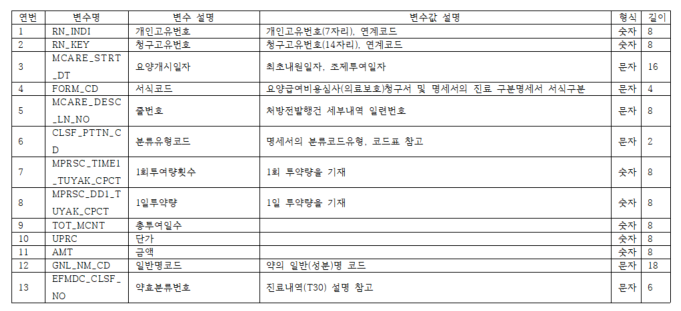 연번 변수명 변수 설명 변수값 설명 형식 길이
1 RN_INDI 개인고유번호 개인고유번호(7자리), 연계코드 숫자 8
2 RN_KEY 청구고유번호 청구고유번호(14자리), 연계코드 숫자 8
3 MCARE_STRT 요양개시일자 최초내원일자, 조제투여일자 문자 16
_DT
4 FORM_CD 서식코드 요양급여비용심사(의료보호)청구서 및 명세서의 진료 구분명세서 서식구분 문자 4
5 MCARE_DESC 줄번호 처방전발행건 세부내역 일련번호 문자 8
_LN_NO
6 CLSF_PTTN_C 분류유형코드 명세서의 분류코드유형, 코드표 참고 문자 2
D
7 MPRSC_TIME1 1회투여량횟수 1회 투약량을 기재 숫자 8
_TUYAK_CPCT
8 MPRSC_DD1_T 1일투약량 1일 투약량을 기재 숫자 8
UYAK_CPCT
9 TOT_MCNT 총투여일수 숫자 8
10 UPRC 단가 숫자 8
11 AMT 금액 숫자 8
12 GNL_NM_CD 일반명코드 약의 일반(성분)명 코드 문자 18
13 EFMDC_CLSF_ 약효분류번호 진료내역(T30) 설명 참고 문자 6
NO